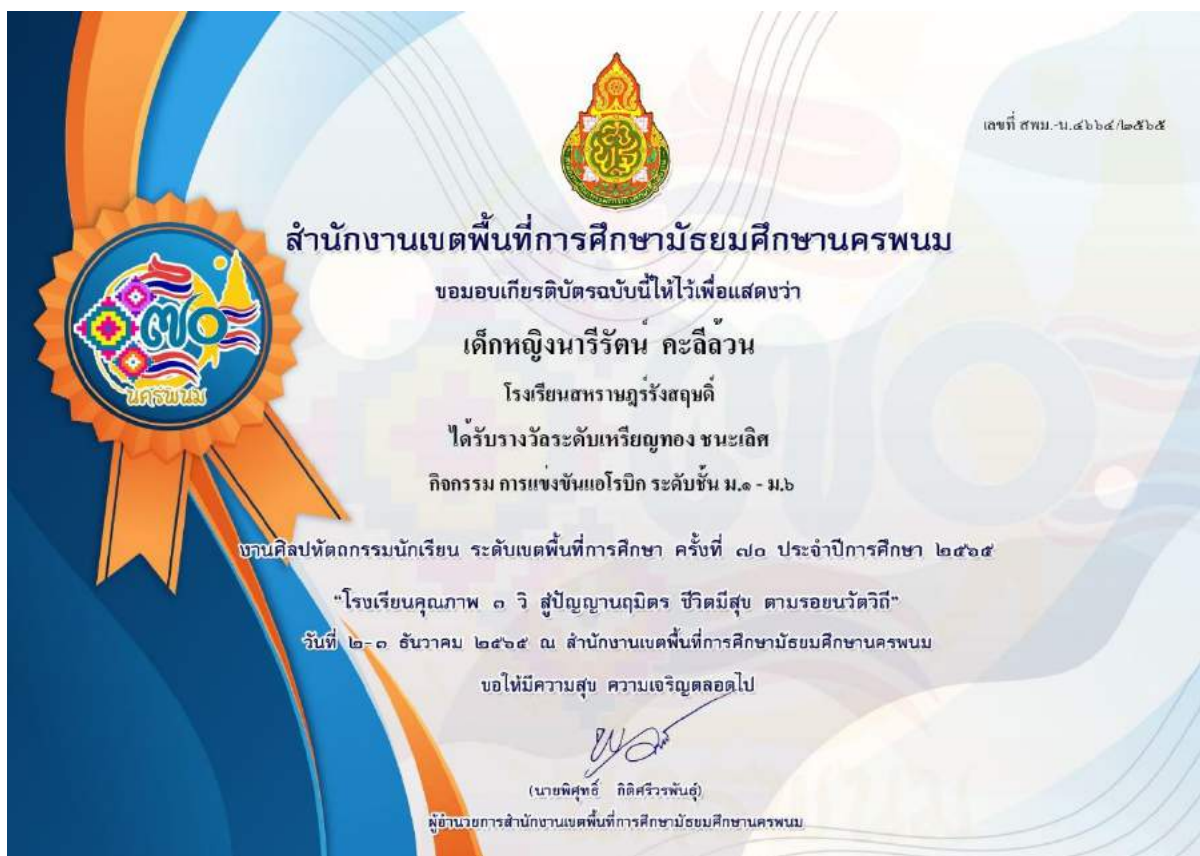 เลขที่ สพม.-น.๔๖๖๔/๒๕๖๕
สำนักงานเขตพื้นที่การศึกษามัธยมศึกษานครพนม
ขอมอบเกียรติบัตรฉบับนี้ให้ไว้เพื่อแสดงว่า
เด็กหญิงนารีรัตน์ คะลีล้วน
โรงเรียนสหราษฎร์รังสฤษดิ์
ได้รับรางวัลระดับเหรียญทอง ชนะเลิศ
กิจกรรม การแข่งขันแอโรบิก ระดับชั้น ม.๑ - ม.๖
๗๐
นครพนม
งานศิลปหัตถกรรมนักเรียน ระดับเขตพื้นที่การศึกษา ครั้งที่ ๗๐ ประจำปีการศึกษา ๒๕๖๕
"โรงเรียนคุณภาพ ๓ วิ สู่ปัญญานฤมิตร ชีวิตมีสุข ตามรอยนวัตวิถี"
วันที่ ๒-๓ ธันวาคม ๒๕๖๕ ณ สำนักงานเขตพื้นที่การศึกษามัธยมศึกษานครพนม
ขอให้มีความสุข ความเจริญตลอดไป
(นายพิศุทธิ์ กิติศรีวรพันธุ์)
ผู้อำนวยการสำนักงานเขตพื้นที่การศึกษามัธยมศึกษานครพนม